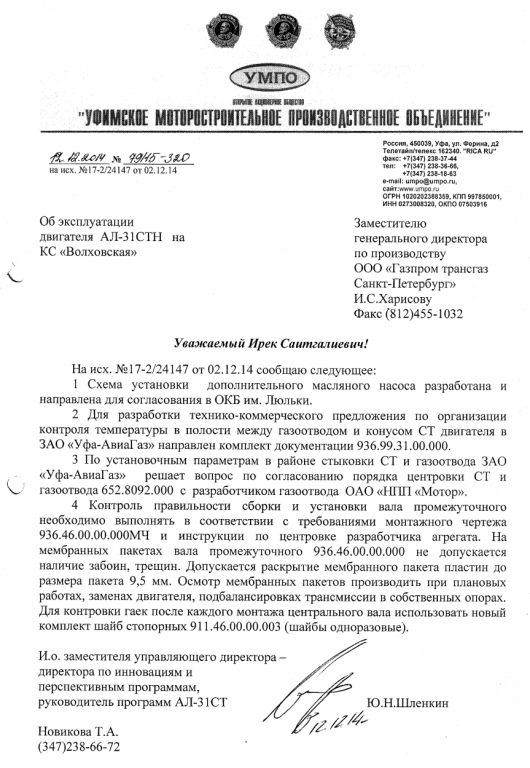 УМПО
ОТКРЫТОЕ АКЦИОНЕРНОЕ ОБЩЕСТВО
"УФИМСКОЕ МОТОРОСТРОИТЕЛЬНОЕ ПРОИЗВОДСТВЕННОЕ ОБЪЕДИНЕНИЕ"
12.12.2014 № 99/45-320
на исх. №17-2/24147 от 02.12.14
Россия, 450039, Уфа, ул. Ферина, д2
Телетайп/телекс 162340. "RICA RU"
факс: +7(347) 238-37-44
тел: +7(347) 238-36-66,
+7(347) 238-18-63
e-mail: umpo@umpo.ru,
сайт:www.umpo.ru
ОГРН 1020202388359, КПП 997850001,
ИНН 0273008320, ОКПО 07503916
Об эксплуатации
двигателя АЛ-31СТН на
КС «Волховская»
Заместителю
генерального директора
по производству
ООО «Газпром трансгаз
Санкт-Петербург»
И.С.Харисову
Факс (812)455-1032
Уважаемый Ирек Саитгалиевич!
На исх. №17-2/24147 от 02.12.14 сообщаю следующее:
1 Схема установки дополнительного масляного насоса разработана и
направлена для согласования в ОКБ им. Люльки.
2 Для разработки технико-коммерческого предложения по организации
контроля температуры в полости между газоотводом и конусом СТ двигателя в
ЗАО «Уфа-АвиаГаз» направлен комплект документации 936.99.31.00.000.
3 По установочным параметрам в районе стыковки СТ и газоотвода ЗАО
«Уфа-АвиаГаз» решает вопрос по согласованию порядка центровки СТ и
газоотвода 652.8092.000 с разработчиком газоотвода ОАО «НПП «Мотор».
4 Контроль правильности сборки и установки вала промежуточного
необходимо выполнять в соответствии с требованиями монтажного чертежа
936.46.00.00.000МЧ и инструкции по центровке разработчика агрегата. На
мембранных пакетах вала промежуточного 936.46.00.00.000 не допускается
наличие забоин, трещин. Допускается раскрытие мембранного пакета пластин до
размера пакета 9,5 мм. Осмотр мембранных пакетов производить при плановых
работах, заменах двигателя, подбалансировках трансмиссии в собственных опорах.
Для контровки гаек после каждого монтажа центрального вала использовать новый
комплект шайб стопорных 911.46.00.00.003 (шайбы одноразовые).
И.о. заместителя управляющего директора –
директора по инновациям и
перспективным программам,
руководитель программ АЛ-31СТ
Ю.Н.Шленкин
12.12.14г.
Новикова Т.А.
(347)238-66-72